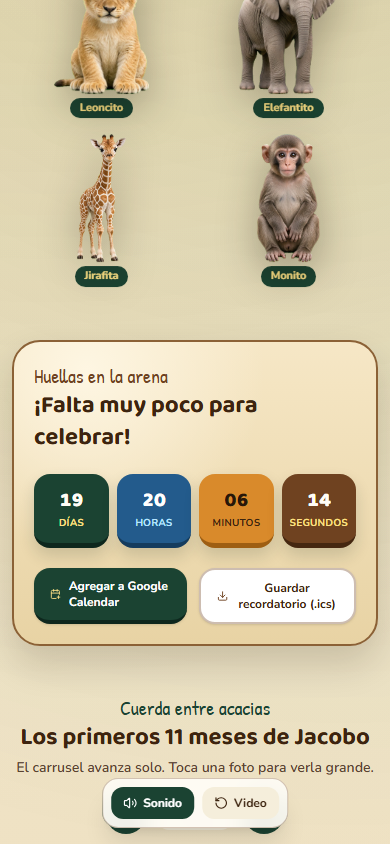 Leoncito
Elefantito
Jirafita
Monito
Huellas en la arena
¡Falta muy poco para
celebrar!
19
DÍAS
20
HORAS
06
MINUTOS
14
SEGUNDOS
Agregar a Google
Calendar
Guardar
recordatorio (.ics)
Cuerda entre acacias
Los primeros 11 meses de Jacobo
El carrusel avanza solo. Toca una foto para verla grande.
Sonido
Video